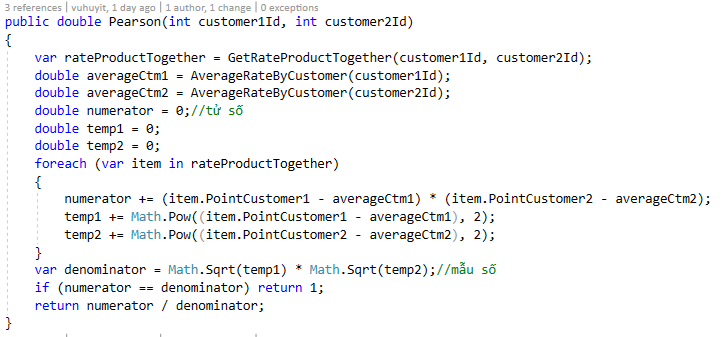 3 references | vuhuyit, 1 day ago | 1 author, 1 change | 0 exceptions
public double Pearson(int customer1Id, int customer2Id)
{
var rateProductTogether = GetRateProductTogether(customer1Id, customer2Id);
double averageCtm1 = AverageRateByCustomer(customer1Id);
double averageCtm2 = AverageRateByCustomer(customer2Id);
double numerator = 0;//tử số
double temp1 = 0;
double temp2 = 0;
foreach (var item in rateProductTogether)
{
numerator += (item.PointCustomer1 - averageCtm1) * (item.PointCustomer2 - averageCtm2);
temp1 += Math.Pow((item.PointCustomer1 - averageCtm1), 2);
temp2 += Math.Pow((item.PointCustomer2 - averageCtm2), 2);
}
var denominator = Math.Sqrt(temp1) * Math.Sqrt(temp2);//mẫu số
if (numerator == denominator) return 1;
return numerator / denominator;
}